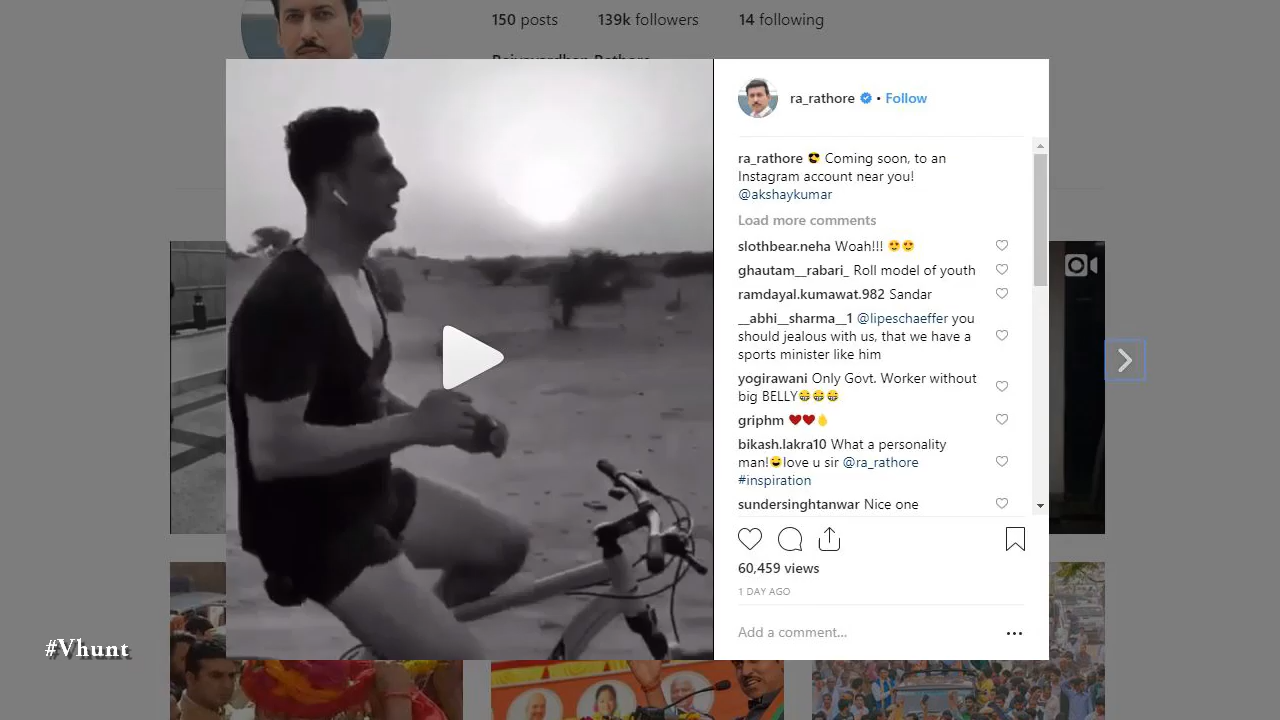 150 posts 139k followers 14 following
Rajyavardhan Rathore
ra_rathore • Follow
ra_rathore 😎 Coming soon, to an
Instagram account near you!
@akshaykumar
Load more comments
slothbear.neha Woah!!! 😍😍
ghautam__rabari_ Roll model of youth
ramdayal.kumawat.982 Sandar
__abhi__sharma__1 @lipeschaeffer you
should jealous with us, that we have a
sports minister like him
yogirawani Only Govt. Worker without
big BELLY😂😂😂
griphm ❤❤👌
bikash.lakra10 What a personality
man!😃love u sir @ra_rathore
#inspiration
sundersinghtanwar Nice one
60,459 views
1 DAY AGO
Add a comment...
#Vhunt